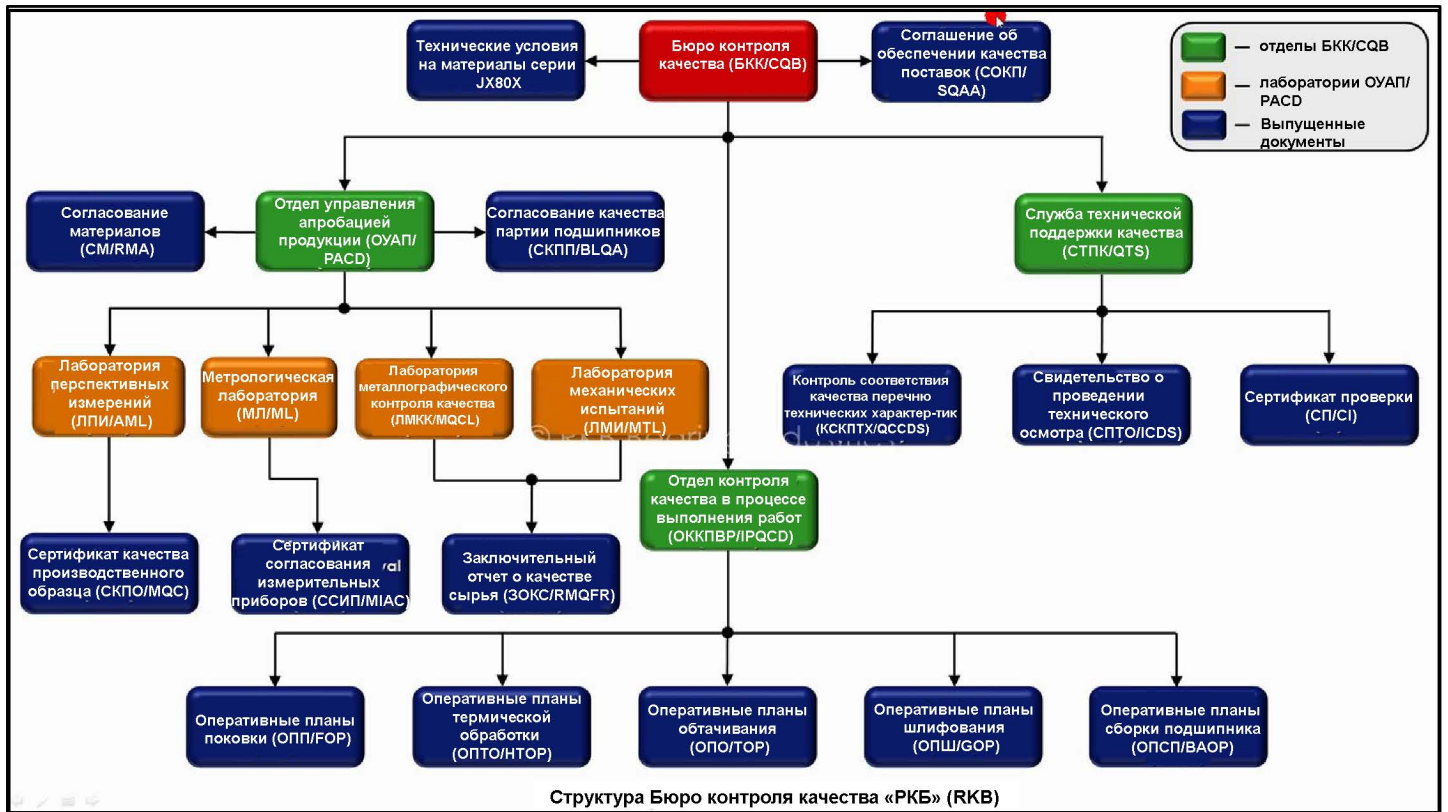 Технические условия
на материалы серии
JX80X
Бюро контроля
качества (БКК/CQB)
Соглашение об
обеспечении качества
поставок (СОКП/
SQAA)
— отделы БКК/CQB
— лаборатории ОУАП/
PACD
— Выпущенные
документы
Согласование
материалов
(СМ/RMA)
Отдел управления
апробацией
продукции (ОУАП/
PACD)
Согласование качества
партии подшипников
(СКПП/BLQA)
Служба технической
поддержки качества
(СТПК/QTS)
Лаборатория
перспективных
измерений
(ЛПИ/AML)
Метрологическая
лаборатория
(МЛ/ML)
Лаборатория
металлографического
контроля качества
(ЛМКК/MQCL)
Лаборатория
механических
испытаний
(ЛМИ/MTL)
Контроль соответствия
качества перечню
технических характер-тик
(КСКПТХ/QCCDS)
Свидетельство о
проведении
технического
осмотра (СПТО/ICDS)
Сертификат проверки
(СП/CI)
Отдел контроля
качества в процессе
выполнения работ
(ОККПВР/IPQCD)
Сертификат качества
производственного
образца (СКПО/MQC)
Сертификат
согласования
измерительных
приборов (ССИП/MIAC)
Заключительный
отчет о качестве
сырья (ЗОКС/RMQFR)
Оперативные планы
поковки (ОПП/FOP)
Оперативные планы
термической
обработки
(ОПТО/HTOP)
Оперативные планы
обтачивания
(ОПО/TOP)
Оперативные планы
шлифования
(ОПШ/GOP)
Оперативные планы
сборки подшипника
(ОПСП/BAOP)
Структура Бюро контроля качества «РКБ» (RKB)